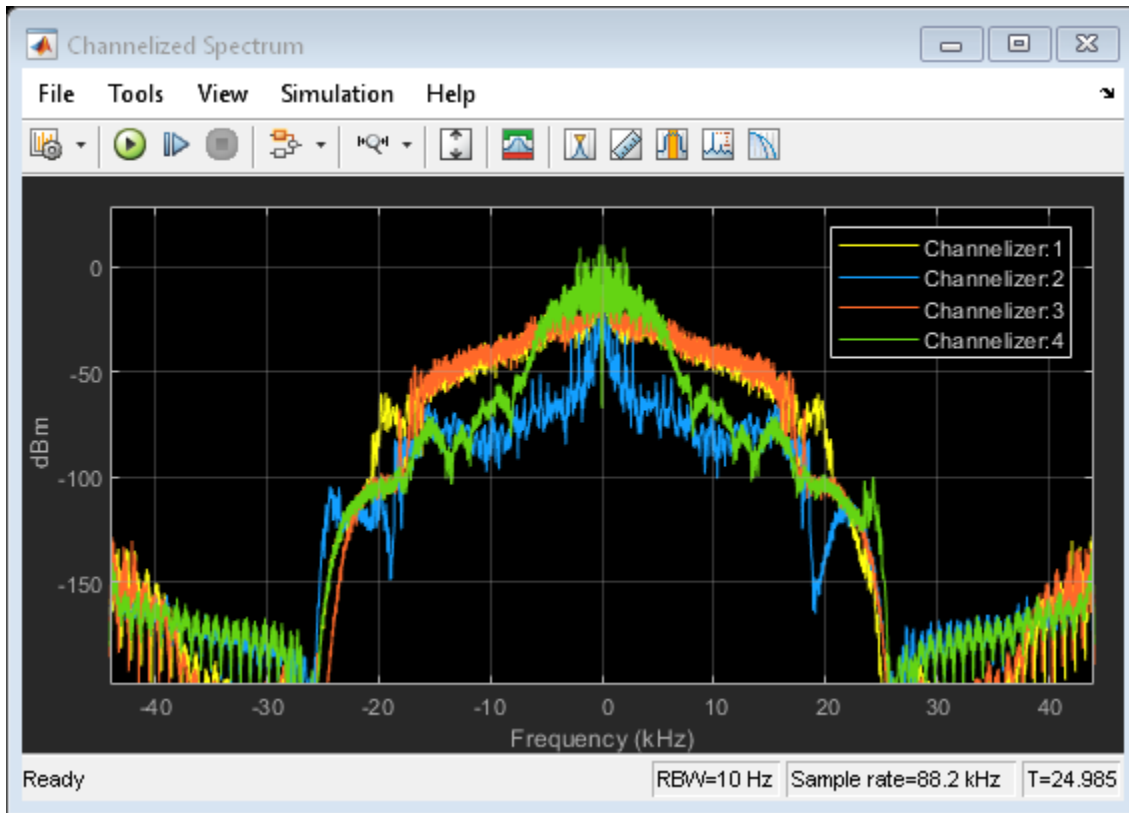 Channelized Spectrum
File Tools View Simulation Help
Channelizer:1
Channelizer:2
Channelizer:3
Channelizer:4
0
-50
-100
-150
dBm
-40 -30 -20 -10 0 10 20 30 40
Frequency (kHz)
Ready RBW=10 Hz Sample rate=88.2 kHz T=24.985